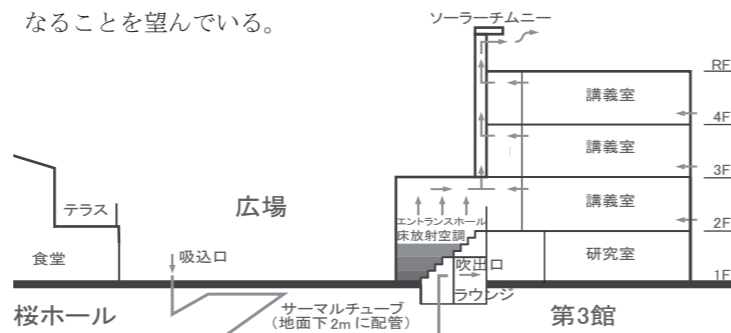 なることを望んでいる。
ソーラーチムニー
RF
講義室
4F
講義室
3F
講義室
2F
研究室
1F
広場
テラス
食堂
吸込口
エントランスホール
床放射空調
吹出口
ラウンジ
桜ホール
サーマルチューブ
(地面下2mに配管)
第3館